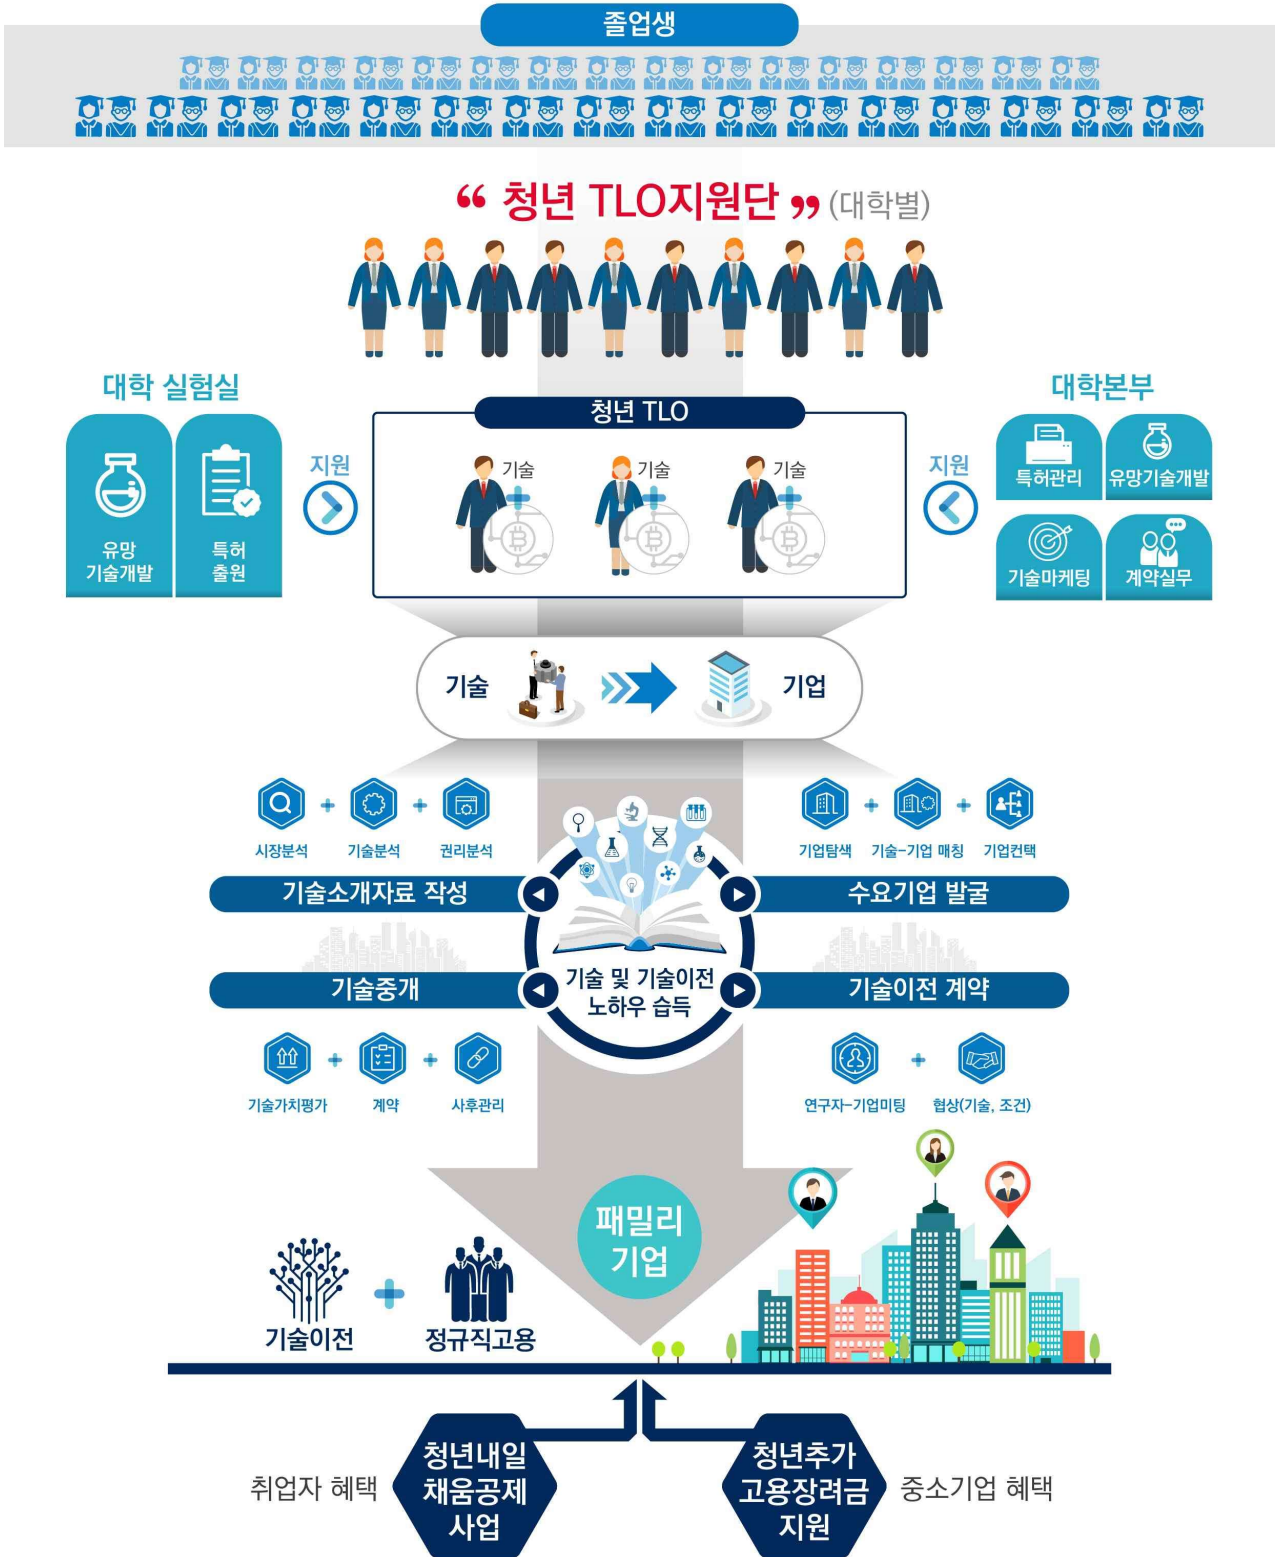 졸업생
“ 청년 TLO지원단 ” (대학별)
대학 실험실
유망
기술개발
특허
출원
지원
청년 TLO
기술
기술
기술
지원
대학본부
특허관리
유망기술개발
기술마케팅
계약실무
기술
기업
시장분석
기술분석
권리분석
기업탐색
기술-기업 매칭
기업컨택
기술소개자료 작성
수요기업 발굴
기술 및 기술이전
노하우 습득
기술중개
기술이전 계약
기술가치평가
계약
사후관리
연구자-기업미팅
협상(기술, 조건)
패밀리
기업
기술이전
정규직고용
취업자 혜택
청년내일
채움공제
사업
청년추가
고용장려금
지원
중소기업 혜택